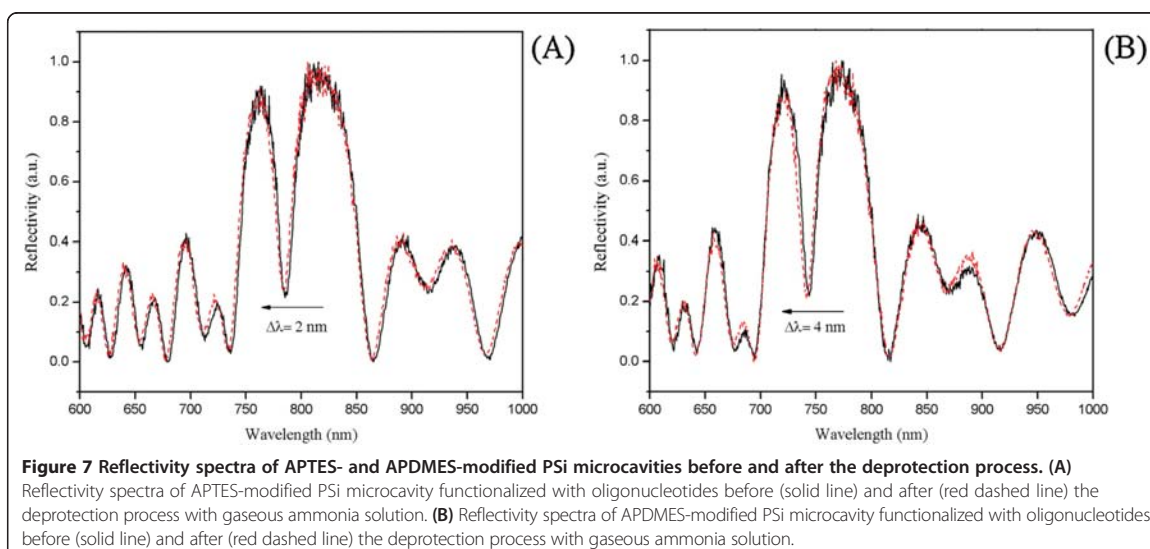 (A)
Reflectivity (a.u.)
1.0
0.8
0.6
0.4
0.2
0.0
Δλ= 2 nm
600 650 700 750 800 850 900 950 1000
Wavelength (nm)
(B)
Reflectivity (a.u.)
1.0
0.8
0.6
0.4
0.2
0.0
Δλ= 4 nm
600 650 700 750 800 850 900 950 1000
Wavelength (nm)
Figure 7 Reflectivity spectra of APTES- and APDMES-modified PSi microcavities before and after the deprotection process. (A)
Reflectivity spectra of APTES-modified PSi microcavity functionalized with oligonucleotides before (solid line) and after (red dashed line) the
deprotection process with gaseous ammonia solution. (B) Reflectivity spectra of APDMES-modified PSi microcavity functionalized with oligonucleotides
before (solid line) and after (red dashed line) the deprotection process with gaseous ammonia solution.